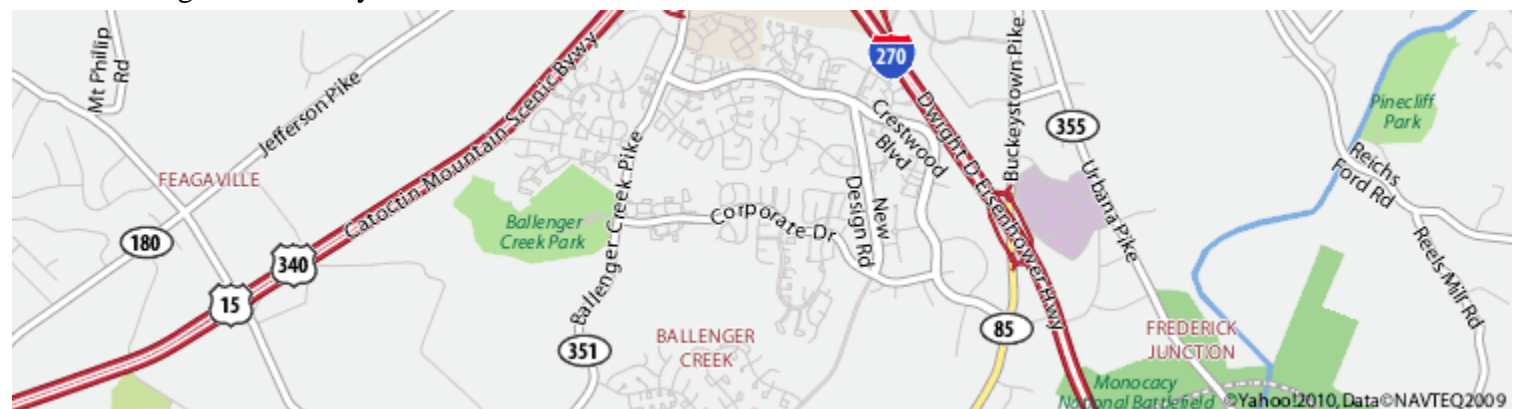 Mt Phillip
Rd
Jefferson Pike
FEAGAVILLE
180
15
340
Catoctin Mountain Scenic Bywy
Ballenger
Creek Park
Ballenger Creek Pike
351
Corporate Dr
BALLENGER
CREEK
Crestwood
Blvd
New
Design Rd
270
Dwight D Eisenhower Hwy
Buckeystown Pike
85
355
Urbana Pike
FREDERICK
JUNCTION
Monocacy
National Battlefield
Pinecliff
Park
Reichs
Ford Rd
Reels Mill Rd
©Yahoo!2010, Data©NAVTEQ2009